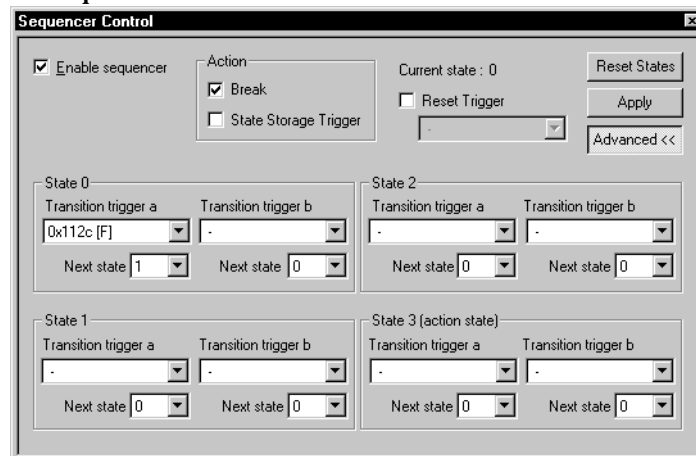 Sequencer Control
Enable sequencer
Action
Break
State Storage Trigger
Current state : 0
Reset Trigger
-
Reset States
Apply
Advanced <<
State 0
Transition trigger a Transition trigger b
0x112c [F] -
Next state 1 Next state 0
State 2
Transition trigger a Transition trigger b
- -
Next state 0 Next state 0
State 1
Transition trigger a Transition trigger b
- -
Next state 0 Next state 0
State 3 (action state)
Transition trigger a Transition trigger b
- -
Next state 0 Next state 0